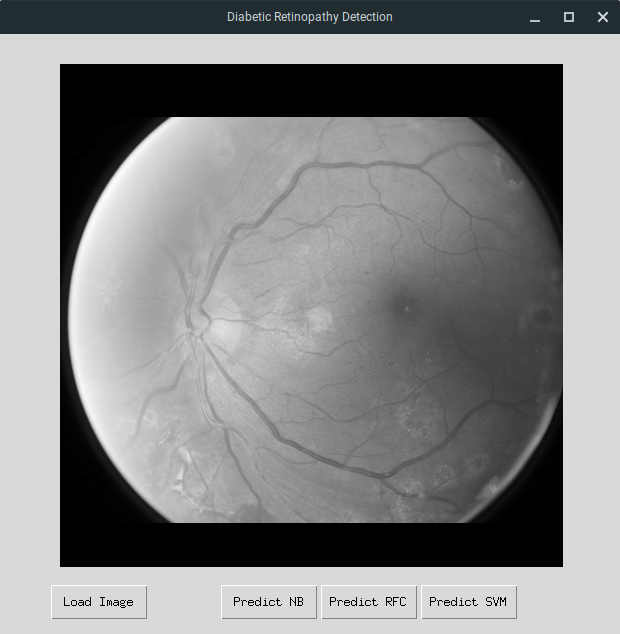 Diabetic Retinopathy Detection
Load Image
Predict NB
Predict RFC
Predict SVM